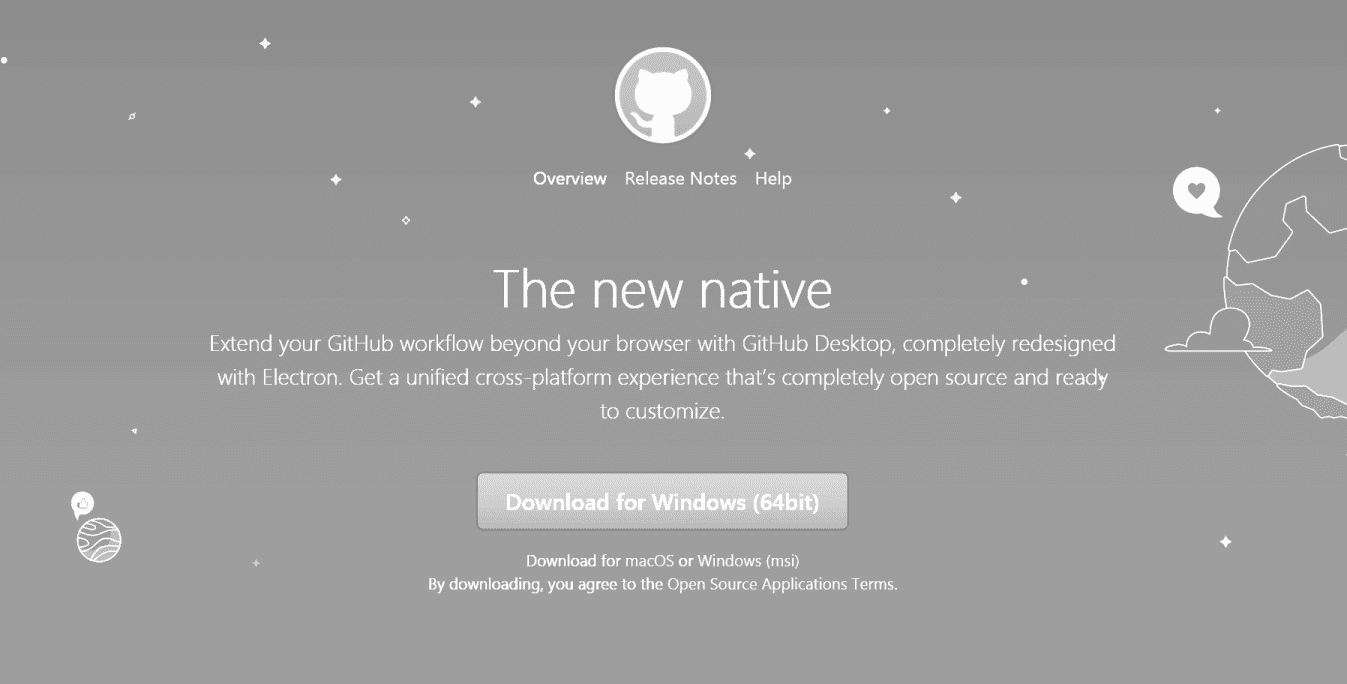 Overview Release Notes Help
The new native
Extend your GitHub workflow beyond your browser with GitHub Desktop, completely redesigned
with Electron. Get a unified cross-platform experience that’s completely open source and ready
to customize.
Download for Windows (64bit)
Download for macOS or Windows (msi)
By downloading, you agree to the Open Source Applications Terms.